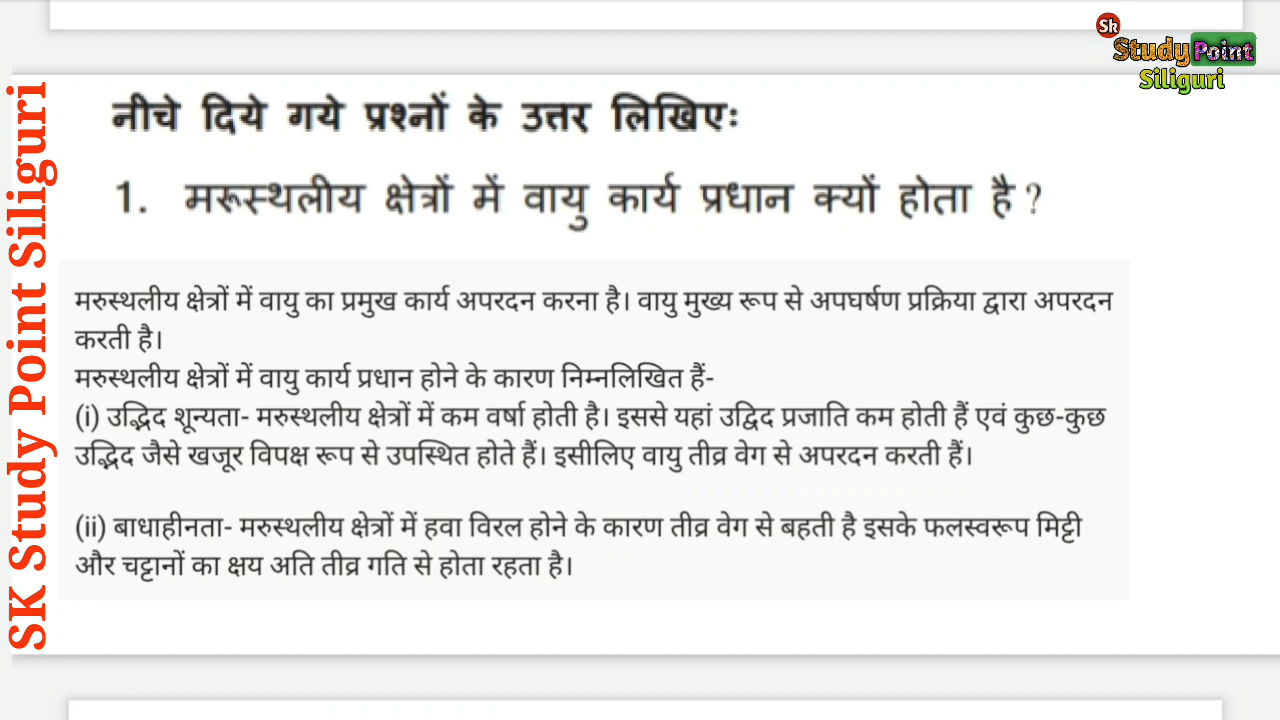 Sk
Study Point
Siliguri
SK Study Point Siliguri
नीचे दिये गये प्रश्नों के उत्तर लिखिएः
1. मरूस्थलीय क्षेत्रों में वायु कार्य प्रधान क्यों होता है ?
मरुस्थलीय क्षेत्रों में वायु का प्रमुख कार्य अपरदन करना है। वायु मुख्य रूप से अपघर्षण प्रक्रिया द्वारा अपरदन
करती है।
मरुस्थलीय क्षेत्रों में वायु कार्य प्रधान होने के कारण निम्नलिखित हैं-
(i) उद्भिद शून्यता- मरुस्थलीय क्षेत्रों में कम वर्षा होती है। इससे यहां उद्विद प्रजाति कम होती हैं एवं कुछ-कुछ
उद्भिद जैसे खजूर विपक्ष रूप से उपस्थित होते हैं। इसीलिए वायु तीव्र वेग से अपरदन करती हैं।
(ii) बाधाहीनता- मरुस्थलीय क्षेत्रों में हवा विरल होने के कारण तीव्र वेग से बहती है इसके फलस्वरूप मिट्टी
और चट्टानों का क्षय अति तीव्र गति से होता रहता है।